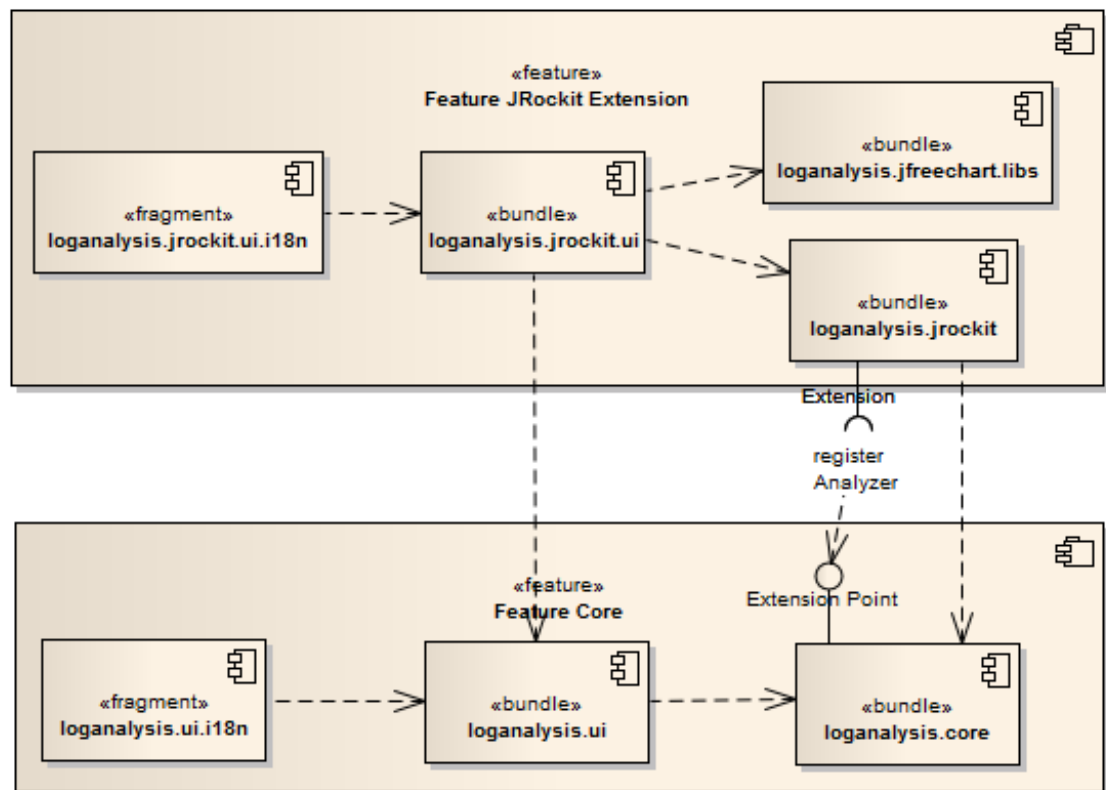 «feature»
Feature JRockit Extension
«bundle»
loganalysis.jfreechart.libs
«fragment»
loganalysis.jrockit.ui.i18n
«bundle»
loganalysis.jrockit.ui
«bundle»
loganalysis.jrockit
Extension
register
Analyzer
«feature»
Feature Core
Extension Point
«fragment»
loganalysis.ui.i18n
«bundle»
loganalysis.ui
«bundle»
loganalysis.core